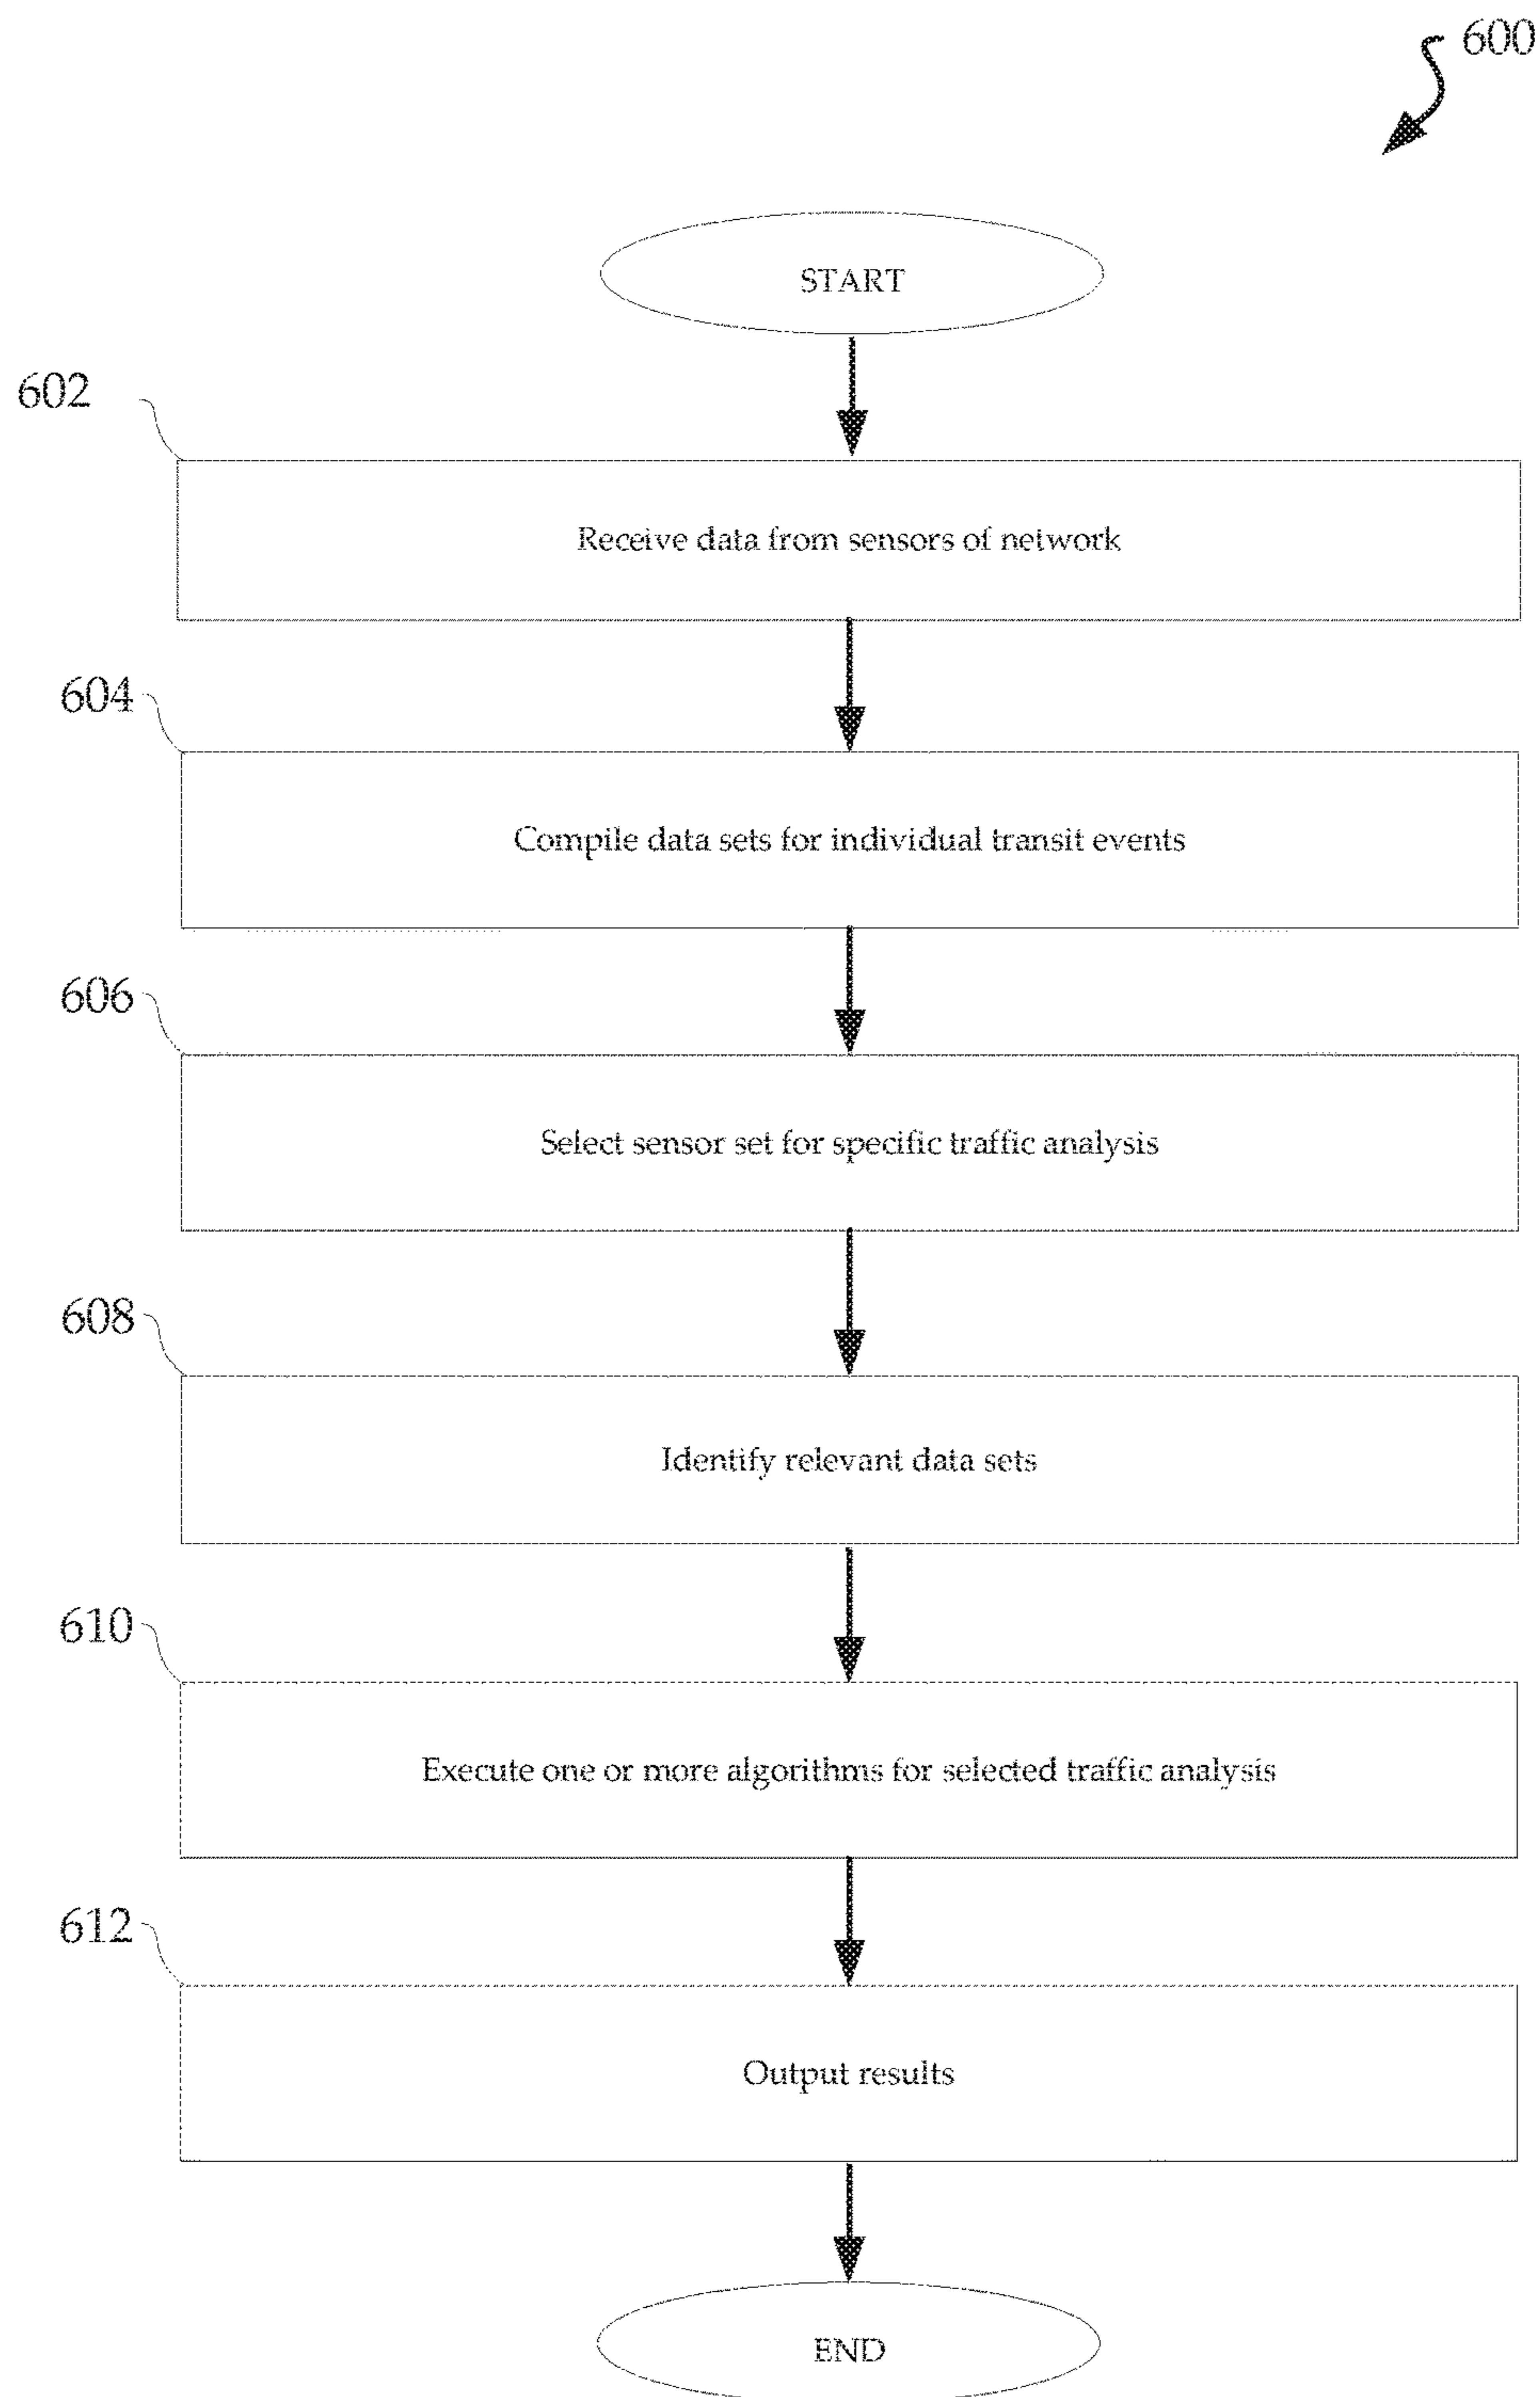 600
START
602
Receive data from sensors of network
604
Compile data sets for individual transit events
606
Select sensor set for specific traffic analysis
608
Identify relevant data sets
610
Execute one or more algorithms for selected traffic analysis
612
Output results
END